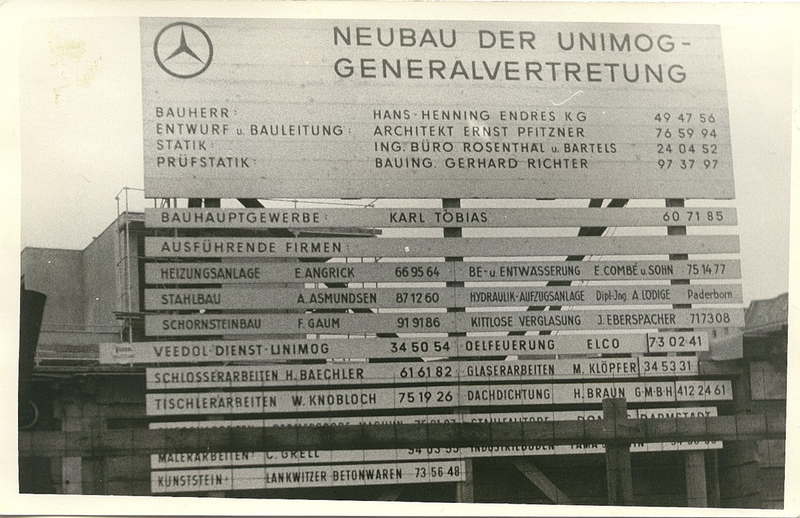 NEUBAU DER UNIMOG-
GENERALVERTRETUNG
BAUHERR: HANS-HENNING ENDRES KG 49 47 56
ENTWURF u. BAULEITUNG: ARCHITEKT ERNST PFITZNER 76 59 94
STATIK: ING. BÜRO ROSENTHAL u. BARTELS 24 04 52
PRÜFSTATIK: BAUING. GERHARD RICHTER 97 37 97
BAUHAUPTGEWERBE: KARL TOBIAS 60 71 85
AUSFÜHRENDE FIRMEN:
HEIZUNGSANLAGE E. ANGRICK 66 95 64 BE- u. ENTWÄSSERUNG E. COMBÉ u. SOHN 75 14 77
STAHLBAU A. ASMUNDSEN 87 12 60 HYDRAULIK-AUFZUGSANLAGE Dipl-Jng A. LÖDIGE Paderborn
SCHORNSTEINBAU F. GAUM 91 91 86 KITTLOSE VERGLASUNG J. EBERSPÄCHER 71 73 08
VEEDOL-DIENST-UNIMOG 34 50 54 OELFEUERUNG ELCO 73 02 41
SCHLOSSERARBEITEN H. BAECHLER 61 61 82 GLASERARBEITEN M. KLÖPFER 34 53 31
TISCHLERARBEITEN W. KNOBLOCH 75 19 26 DACHDICHTUNG H. BRAUN G·M·B·H 412 24 61
DARMSTADT
MALERARBEITEN: C. GRELL INDUSTRIEBÖDEN
KUNSTSTEIN- LANKWITZER BETONWAREN 73 56 48